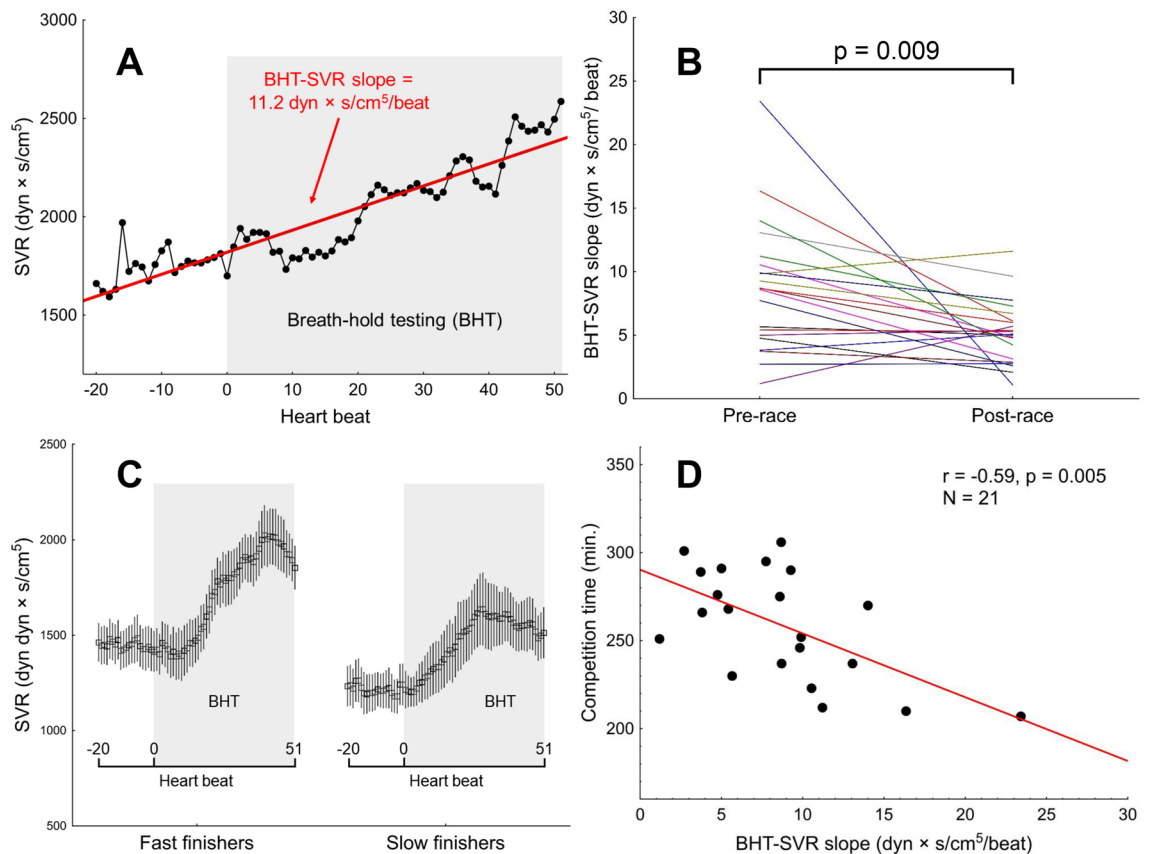 A
3000
2500
2000
1500
SVR (dyn × s/cm⁵)
BHT-SVR slope =
11.2 dyn × s/cm⁵/beat
Breath-hold testing (BHT)
-20 -10 0 10 20 30 40 50
Heart beat
B
p = 0.009
30
25
20
15
10
5
0
BHT-SVR slope (dyn × s/cm⁵/ beat)
Pre-race Post-race
C
2500
2000
1500
1000
500
SVR (dyn dyn × s/cm⁵)
BHT BHT
-20 0 51 -20 0 51
Heart beat Heart beat
Fast finishers Slow finishers
D
r = -0.59, p = 0.005
N = 21
350
300
250
200
Competition time (min.)
0 5 10 15 20 25 30
BHT-SVR slope (dyn × s/cm⁵/beat)